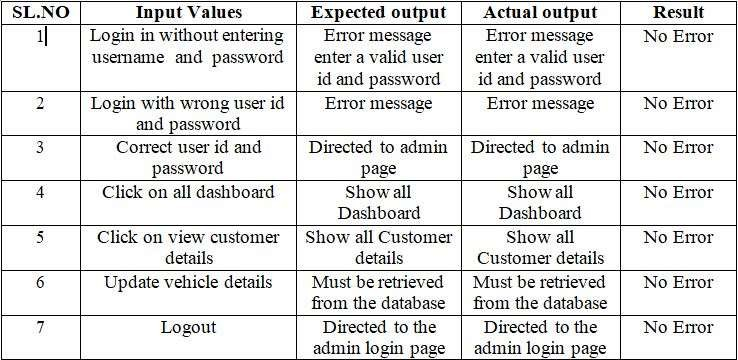 SL.NO Input Values Expected output Actual output Result
1 Login in without entering Error message Error message No Error
username and password enter a valid user enter a valid user
id and password id and password
2 Login with wrong user id Error message Error message No Error
and password
3 Correct user id and Directed to admin Directed to admin No Error
password page page
4 Click on all dashboard Show all Show all No Error
Dashboard Dashboard
5 Click on view customer Show all Customer Show all No Error
details details Customer details
6 Update vehicle details Must be retrieved Must be retrieved No Error
from the database from the database
7 Logout Directed to the Directed to the No Error
admin login page admin login page